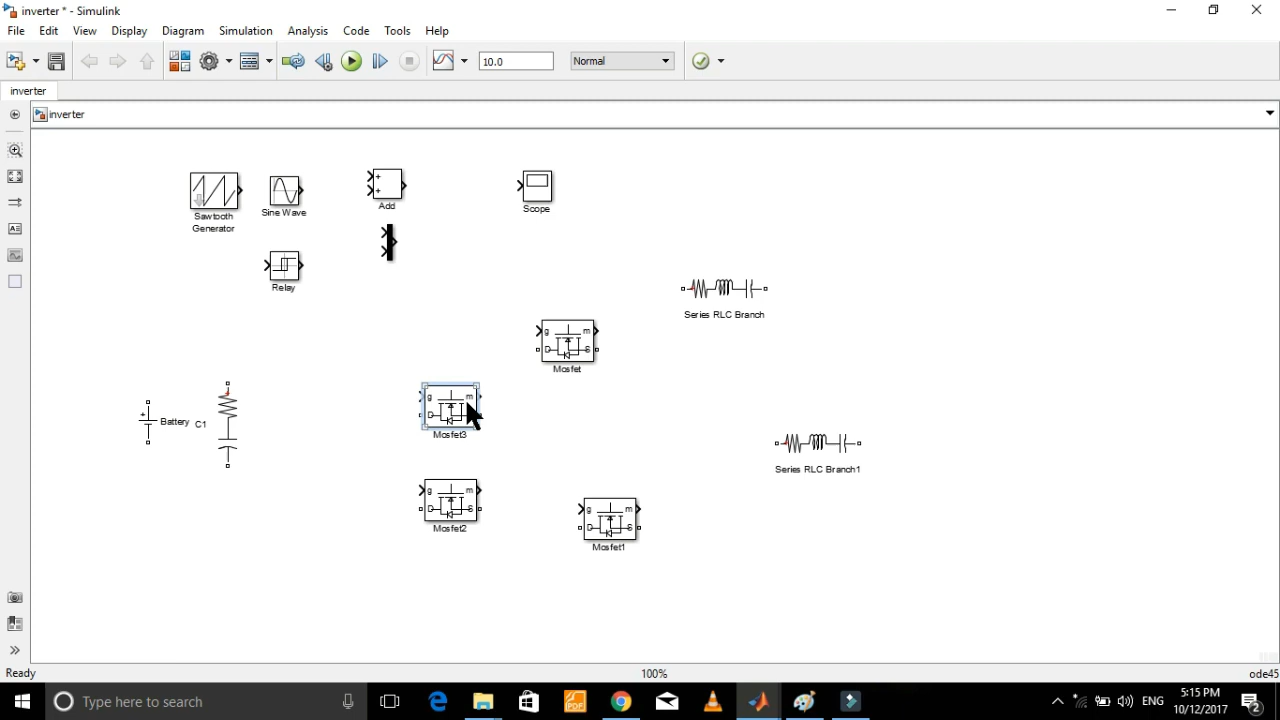 inverter * - Simulink
File Edit View Display Diagram Simulation Analysis Code Tools Help
10.0 Normal
inverter
inverter
Sawtooth
Generator
Sine Wave
+
+
Add
Scope
Relay
Series RLC Branch
g m
D S
Mosfet
+
Battery
C1
g m
D
Mosfet3
Series RLC Branch1
g m
D S
Mosfet2
g m
D S
Mosfet1
Ready 100% ode45
Type here to search
PDF
ENG
5:15 PM
10/12/2017
2